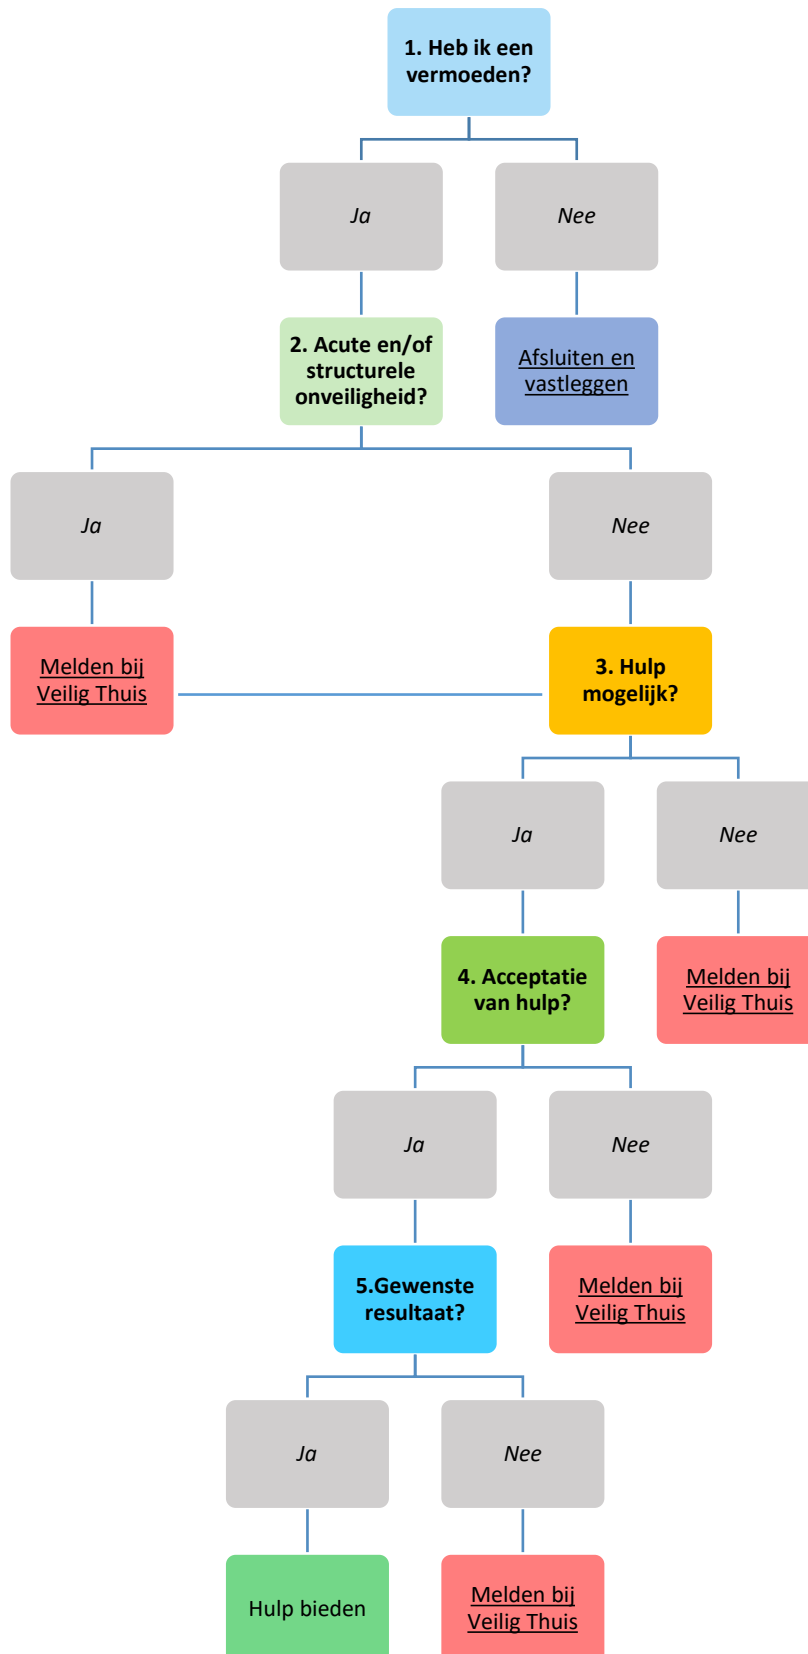 1. Heb ik een
vermoeden?
Ja
Nee
2. Acute en/of
structurele
onveiligheid?
Afsluiten en
vastleggen
Ja
Nee
Melden bij
Veilig Thuis
3. Hulp
mogelijk?
Ja
Nee
4. Acceptatie
van hulp?
Melden bij
Veilig Thuis
Ja
Nee
5.Gewenste
resultaat?
Melden bij
Veilig Thuis
Ja
Nee
Hulp bieden
Melden bij
Veilig Thuis